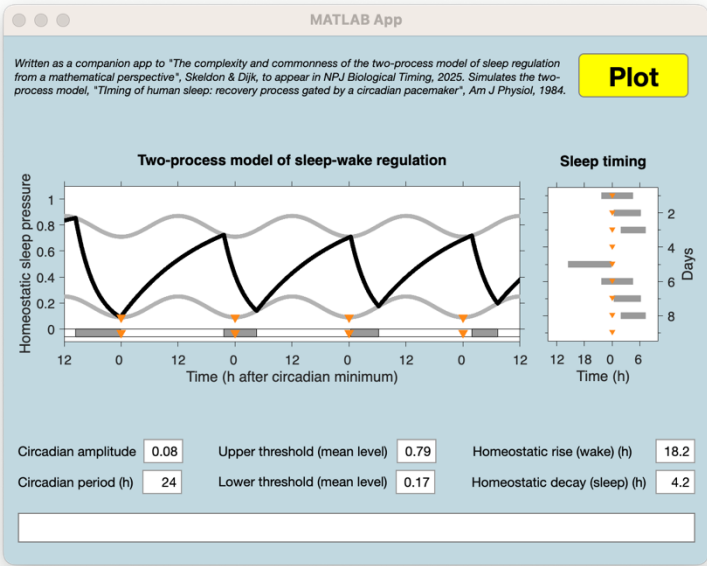 MATLAB App
Written as a companion app to "The complexity and commonness of the two-process model of sleep regulation
from a mathematical perspective", Skeldon & Dijk, to appear in NPJ Biological Timing, 2025. Simulates the two-
process model, "TIming of human sleep: recovery process gated by a circadian pacemaker", Am J Physiol, 1984.
Plot
Two-process model of sleep-wake regulation
Homeostatic sleep pressure
1
0.8
0.6
0.4
0.2
0
12 0 12 0 12 0 12 0 12
Time (h after circadian minimum)
Sleep timing
2
4
6
8
Days
12 18 0 6
Time (h)
Circadian amplitude 0.08 Upper threshold (mean level) 0.79 Homeostatic rise (wake) (h) 18.2
Circadian period (h) 24 Lower threshold (mean level) 0.17 Homeostatic decay (sleep) (h) 4.2